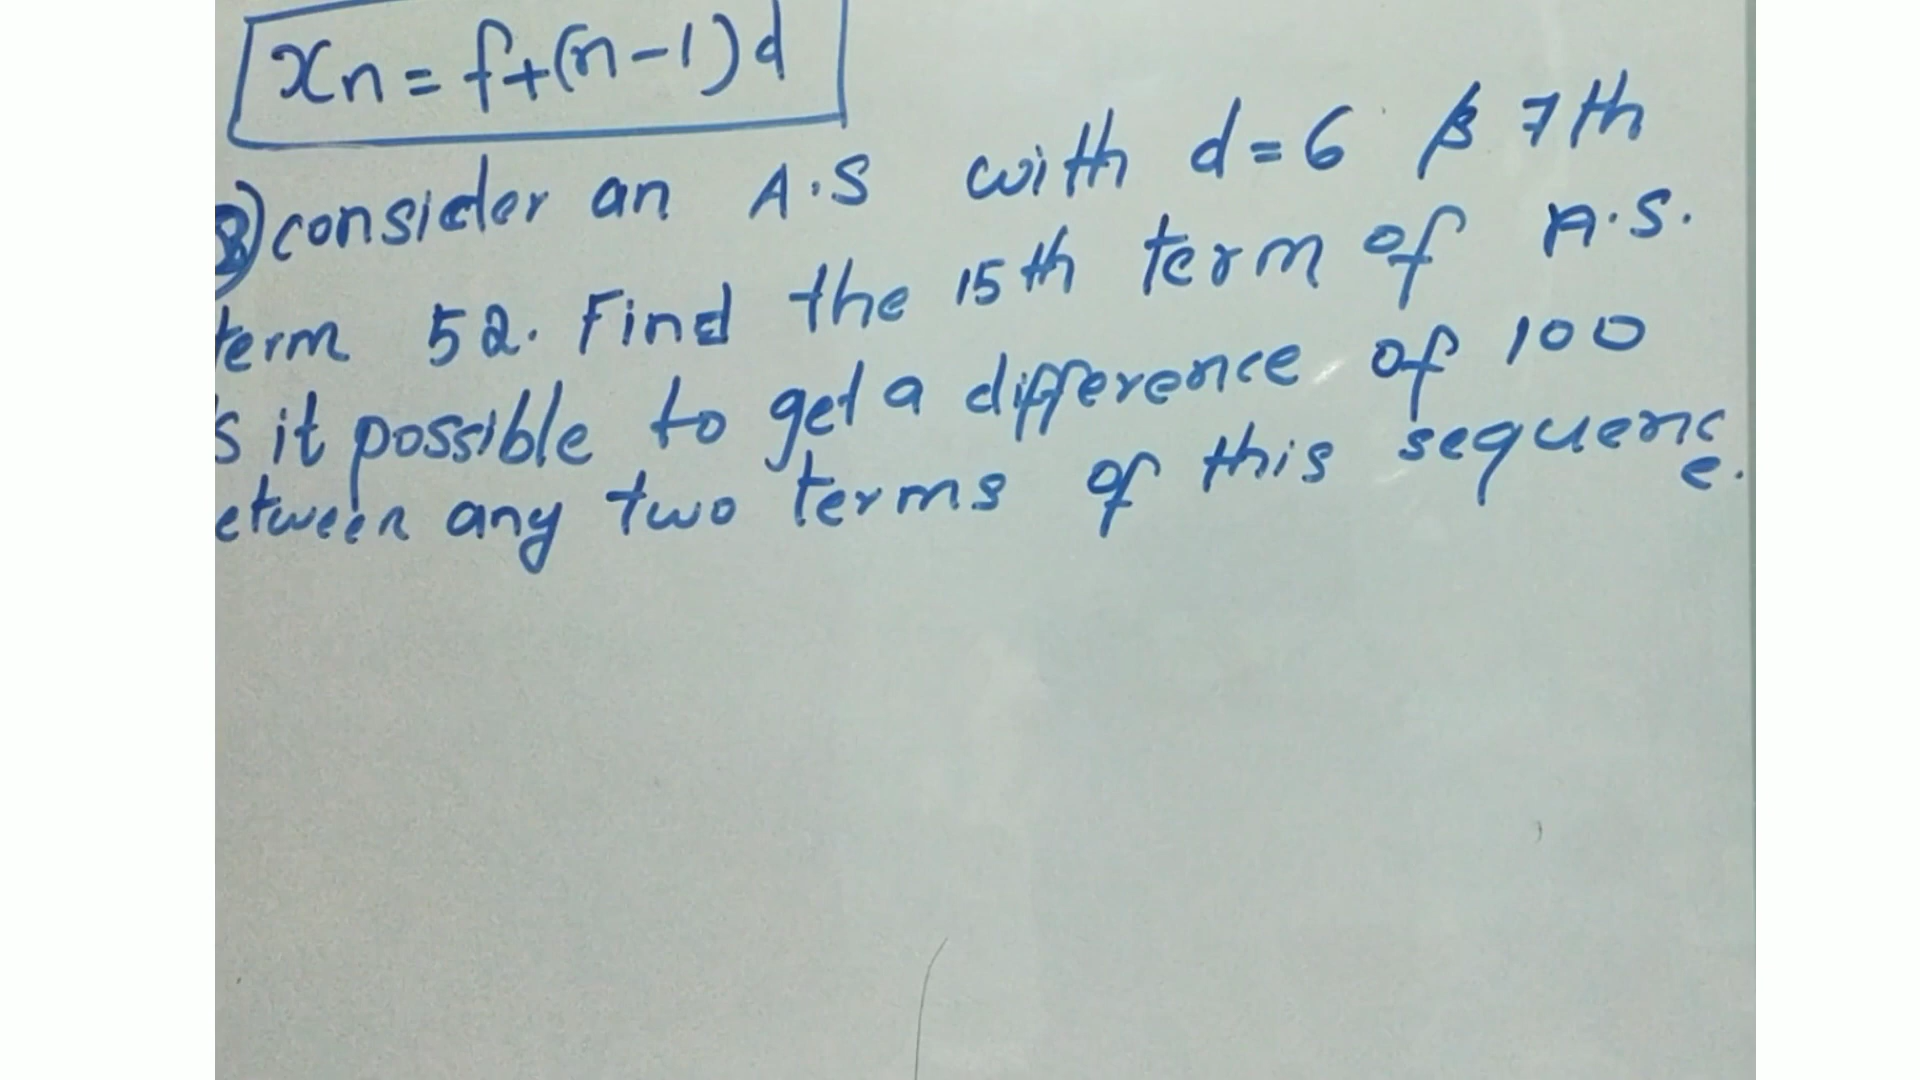 xn = f+(n-1)d
8) consider an A.S with d=6 & 7th
term 52. Find the 15th term of A.S.
s it possible to get a difference of 100
etween any two terms of this sequence.